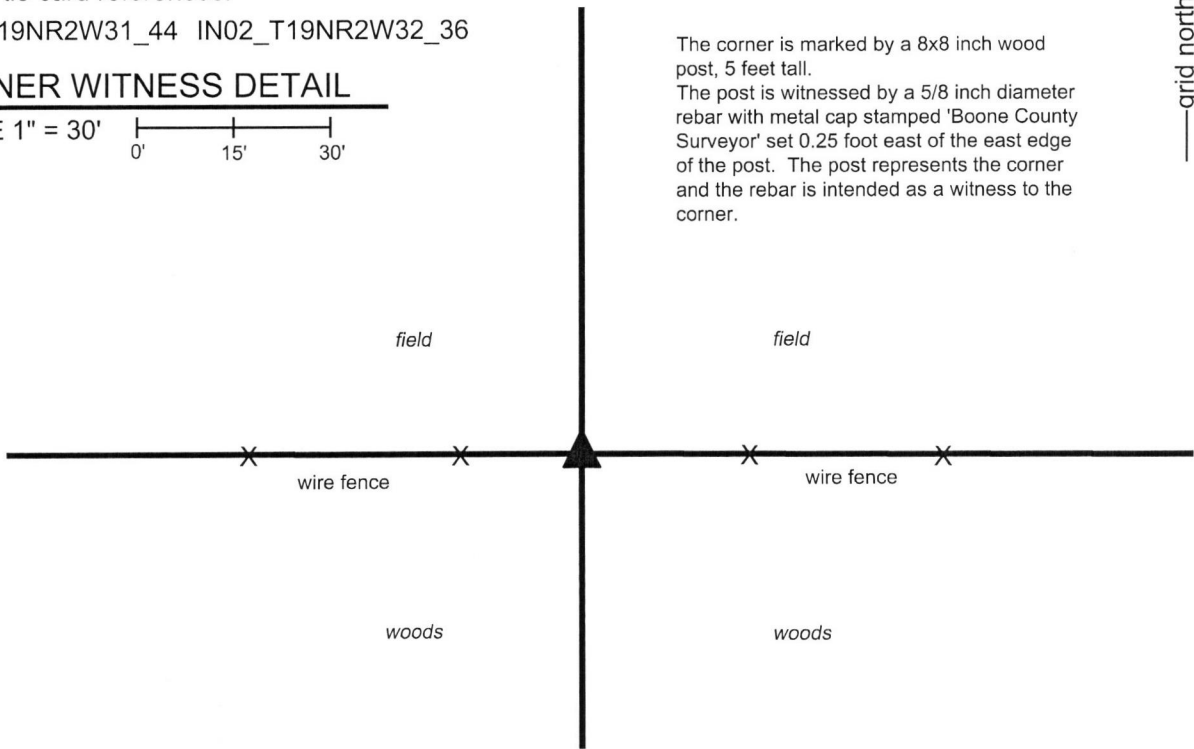 card references:
19NR2W31_44 IN02_T19NR2W32_36
NER WITNESS DETAIL
1" = 30'
0' 15' 30'
The corner is marked by a 8x8 inch wood
post, 5 feet tall.
The post is witnessed by a 5/8 inch diameter
rebar with metal cap stamped 'Boone County
Surveyor' set 0.25 foot east of the east edge
of the post. The post represents the corner
and the rebar is intended as a witness to the
corner.
grid north
field
field
X X X X
wire fence
wire fence
woods
woods